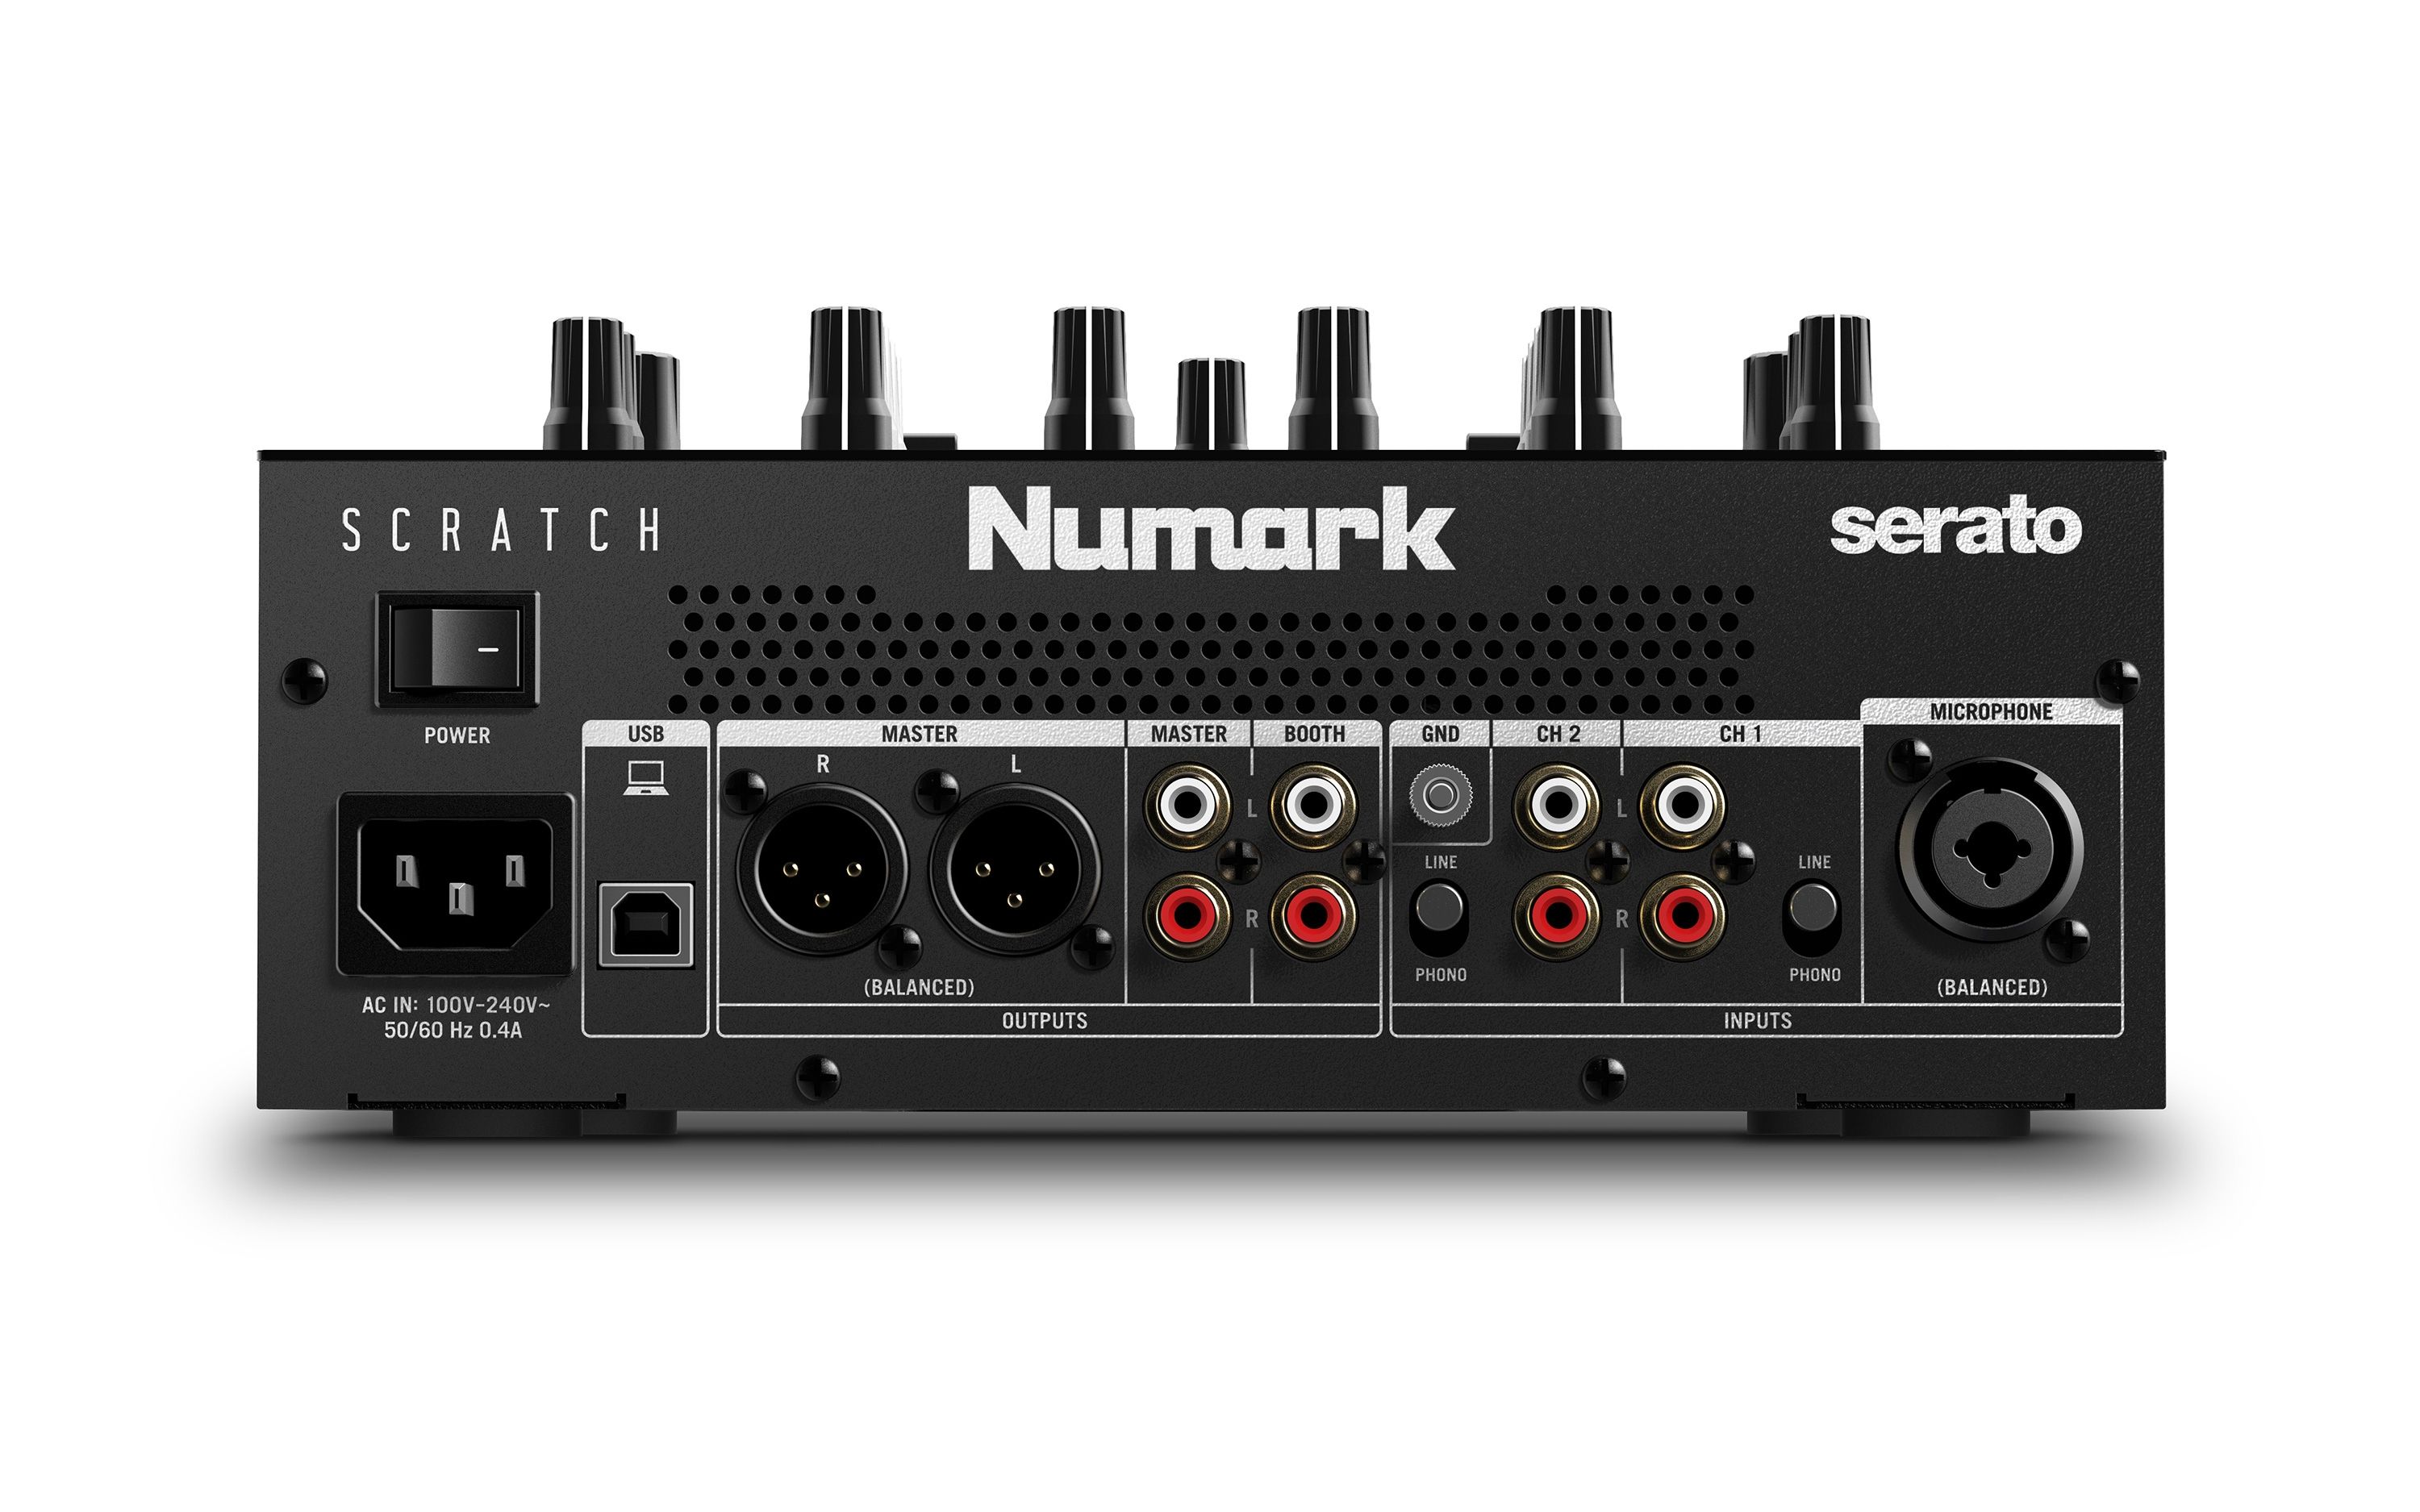 SCRATCH
Numark
serato
POWER
AC IN: 100V-240V~
50/60 Hz 0.4A
USB
MASTER
R
L
(BALANCED)
MASTER
BOOTH
L
R
OUTPUTS
GND
LINE
PHONO
CH 2
CH 1
L
R
LINE
PHONO
MICROPHONE
(BALANCED)
INPUTS